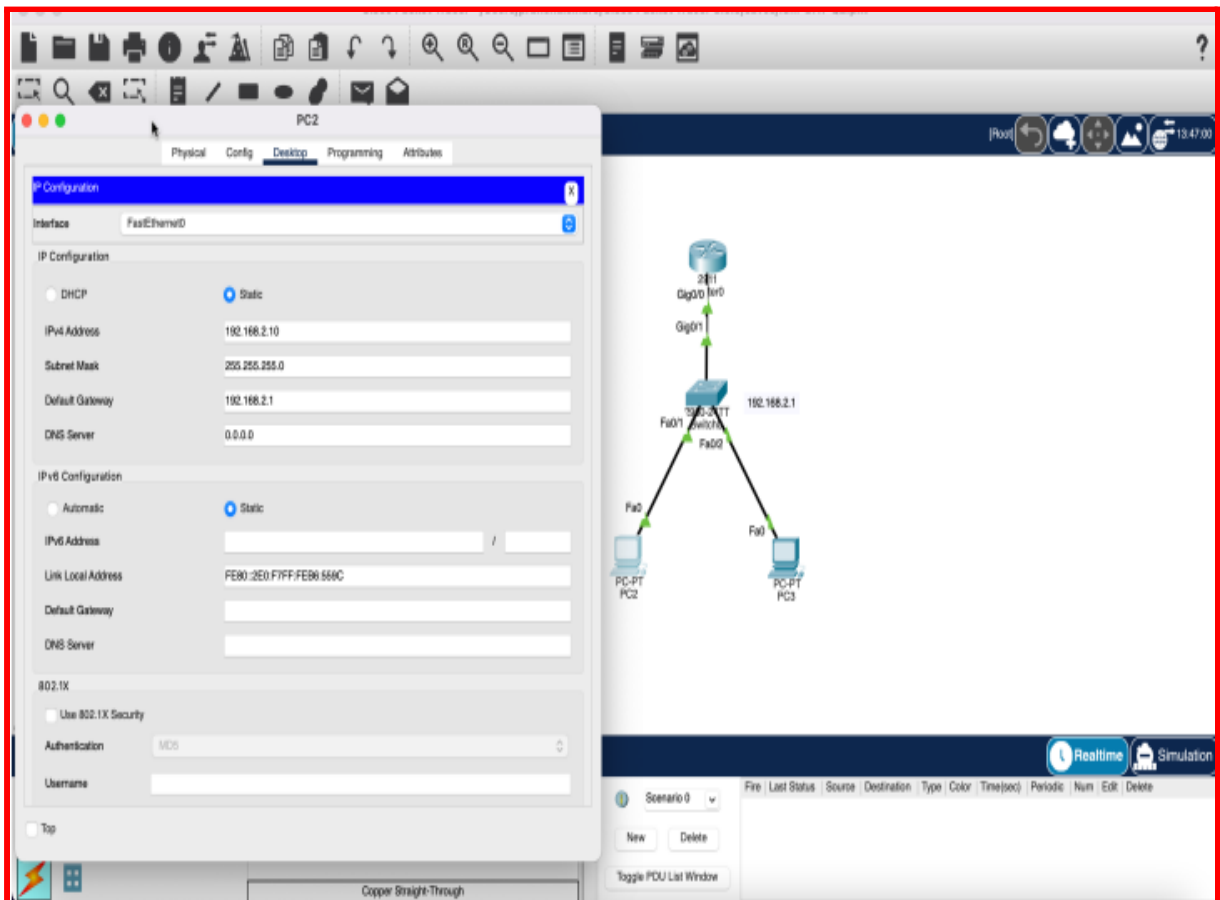 ?
PC2
Physical Config Desktop Programming Attributes
[Root] 13:47:00
IP Configuration
X
Interface FastEthernet0
IP Configuration
DHCP Static
IPv4 Address 192.168.2.10
Subnet Mask 255.255.255.0
Default Gateway 192.168.2.1
DNS Server 0.0.0.0
IPv6 Configuration
Automatic Static
IPv6 Address /
Link Local Address
Default Gateway
DNS Server
802.1X
Use 802.1X Security
Authentication MD5
Username
Top
Gig0/0
Gig0/1
192.168.2.1
Fa0/1
Fa0/2
Fa0
Fa0
PC-PT
PC2
PC-PT
PC3
Realtime Simulation
Scenario 0
Fire Last Status Source Destination Type Color Time(sec) Periodic Num Edit Delete
New Delete
Toggle PDU List Window
Copper Straight-Through